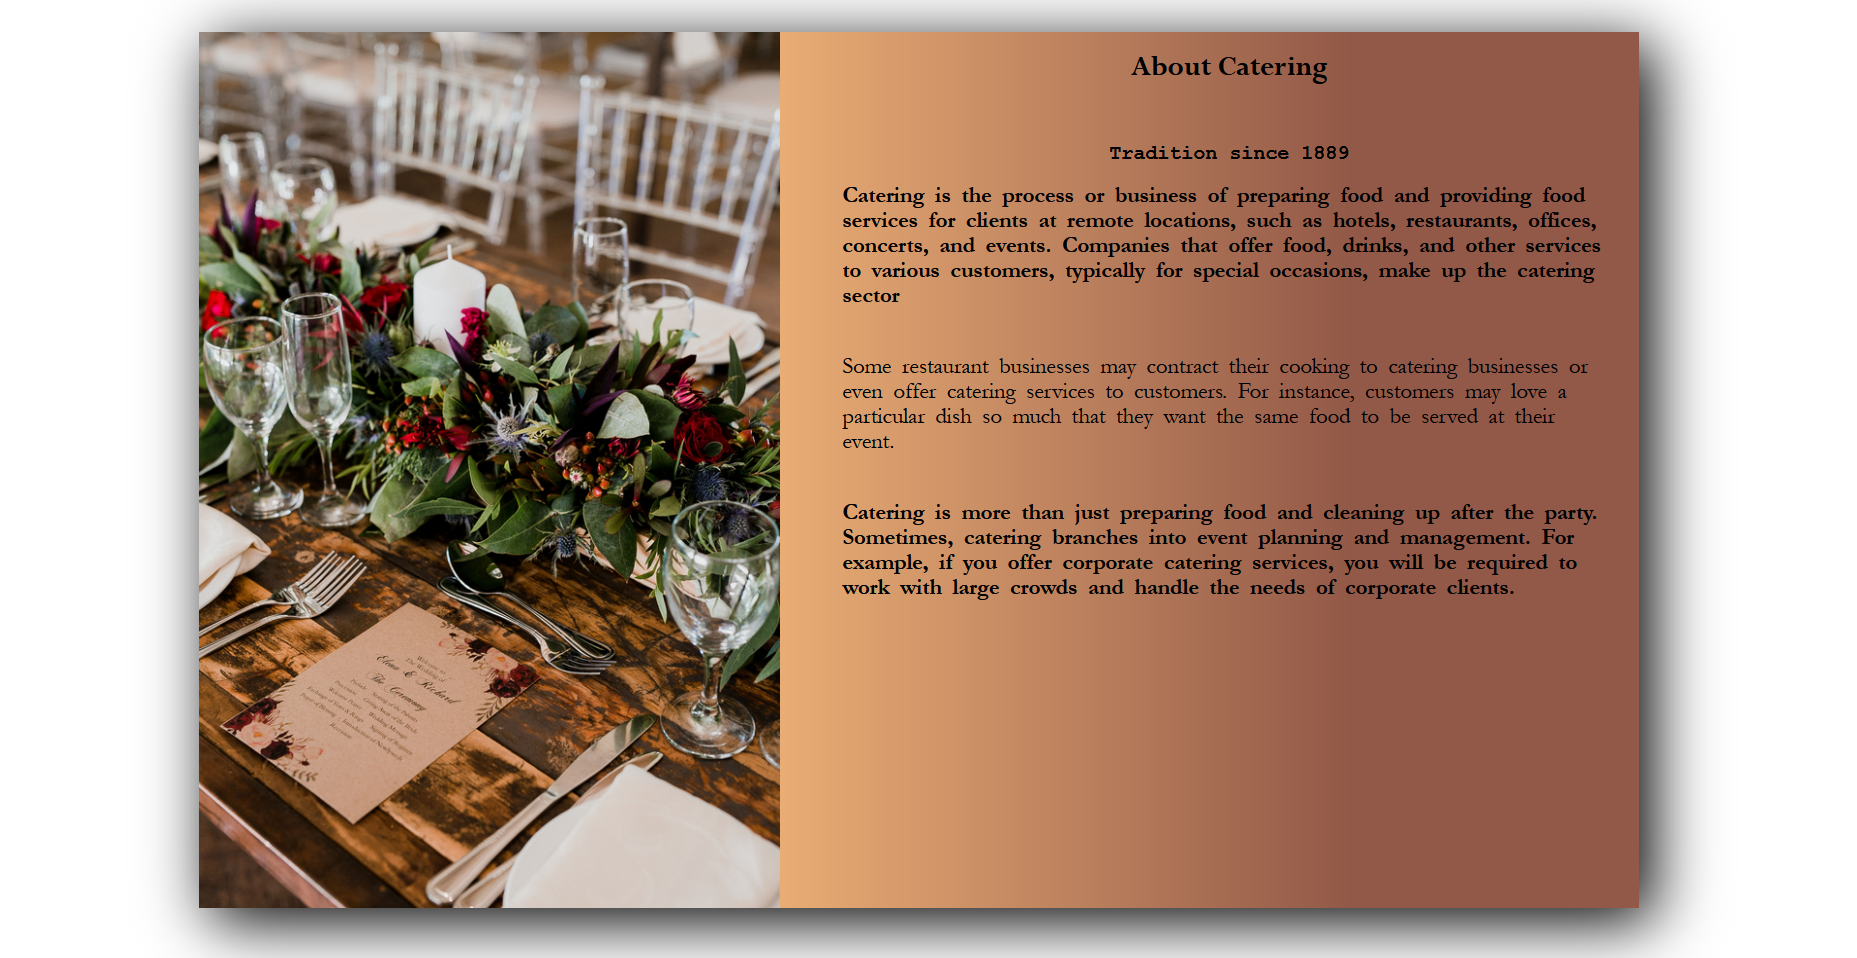 About Catering
Tradition since 1889
Catering is the process or business of preparing food and providing food
services for clients at remote locations, such as hotels, restaurants, offices,
concerts, and events. Companies that offer food, drinks, and other services
to various customers, typically for special occasions, make up the catering
sector
Some restaurant businesses may contract their cooking to catering businesses or
even offer catering services to customers. For instance, customers may love a
particular dish so much that they want the same food to be served at their
event.
Catering is more than just preparing food and cleaning up after the party.
Sometimes, catering branches into event planning and management. For
example, if you offer corporate catering services, you will be required to
work with large crowds and handle the needs of corporate clients.
Welcome to
The Wedding of
Elena & Richard
The Ceremony